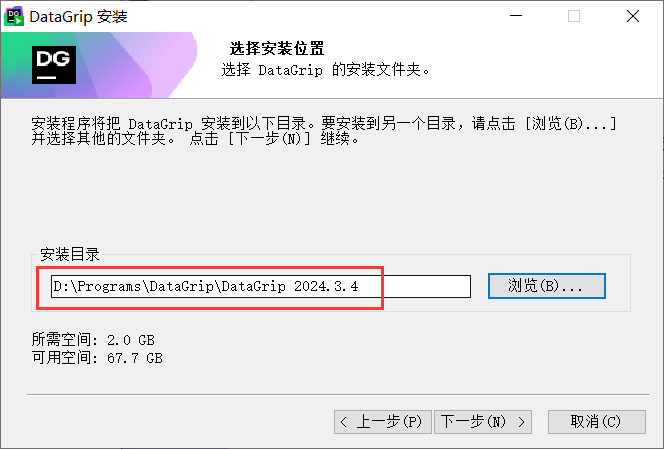 DataGrip 安装
DG
选择安装位置
选择 DataGrip 的安装文件夹。
安装程序将把 DataGrip 安装到以下目录。要安装到另一个目录，请点击 [浏览(B)...]
并选择其他的文件夹。 点击 [下一步(N)] 继续。
安装目录
D:\Programs\DataGrip\DataGrip 2024.3.4
浏览(B)...
所需空间: 2.0 GB
可用空间: 67.7 GB
< 上一步(P)
下一步(N) >
取消(C)